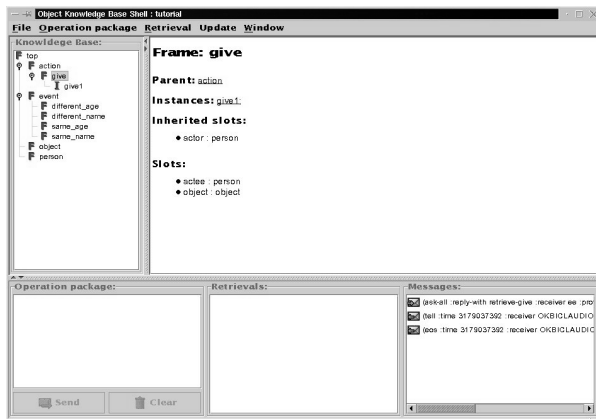 Object Knowledge Base Shell : tutorial
File Operation package Retrieval Update Window
Knowldege Base:
top
action
give
give1
event
different_age
different_name
same_age
same_name
object
person
Frame: give
Parent: action
Instances: give1;
Inherited slots:
actor : person
Slots:
actee : person
object : object
Operation package:
Send
Clear
Retrievals:
Messages:
(ask-all :reply-with retrieve-give :receiver ee :pro
(tell :time 3179037392 :receiver OKBICLAUDIO
(eos :time 3179037392 :receiver OKBICLAUDIO